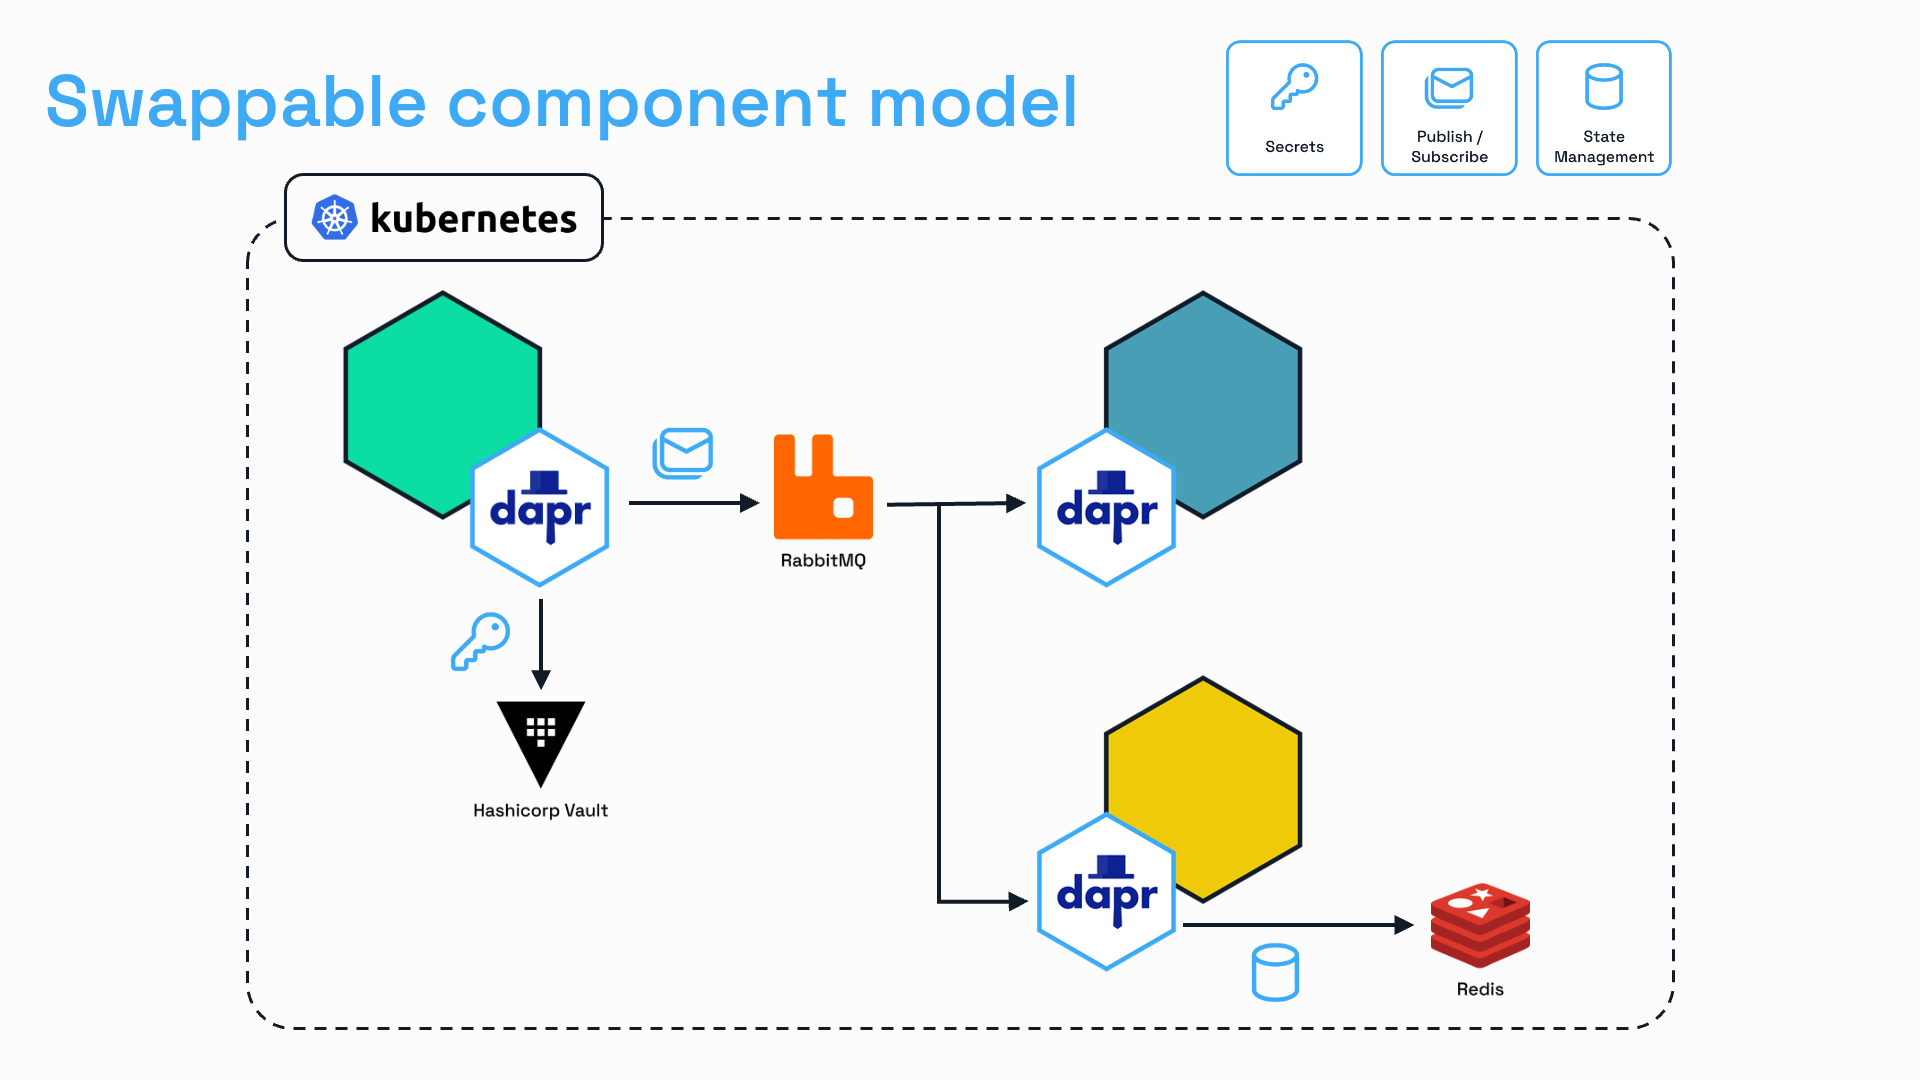 Swappable component model
Secrets
Publish /
Subscribe
State
Management
kubernetes
dapr
RabbitMQ
dapr
Hashicorp Vault
dapr
Redis